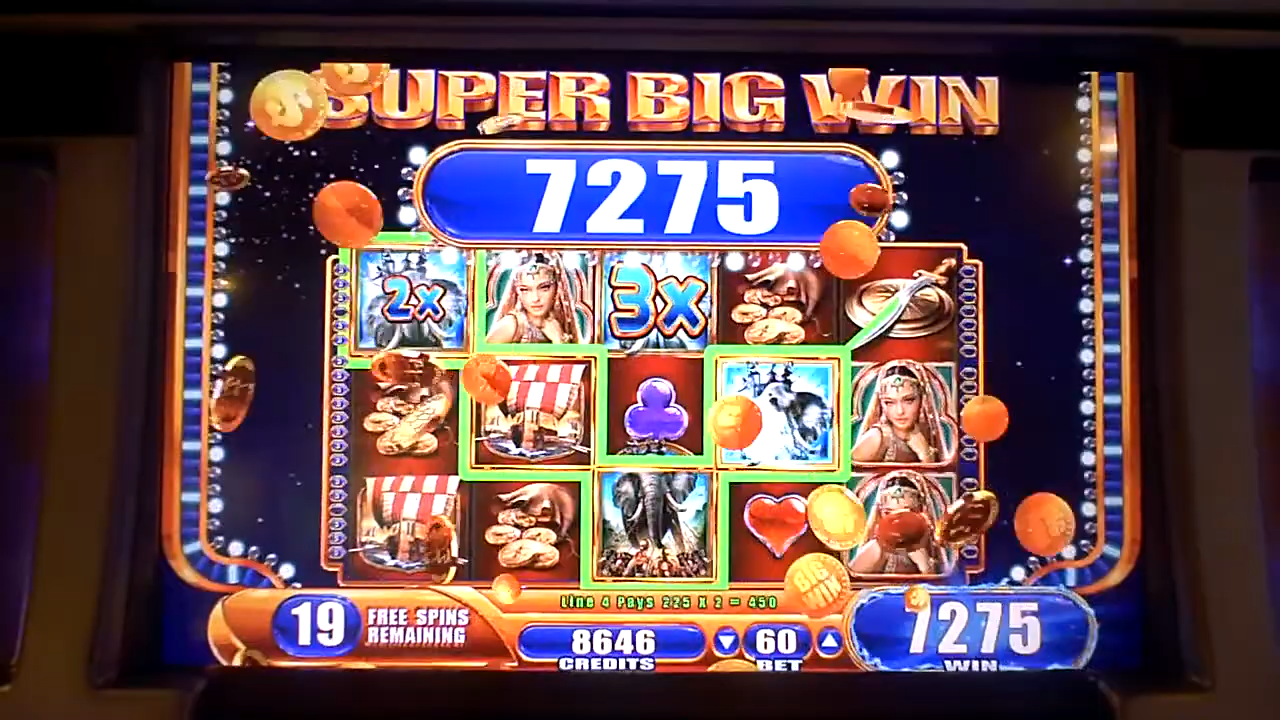 SUPER BIG WIN
7275
2x
3x
BIG WIN
Line 4 Pays 225 X 2 = 450
19 FREE SPINS REMAINING
8646 CREDITS
60 BET
7275 WIN